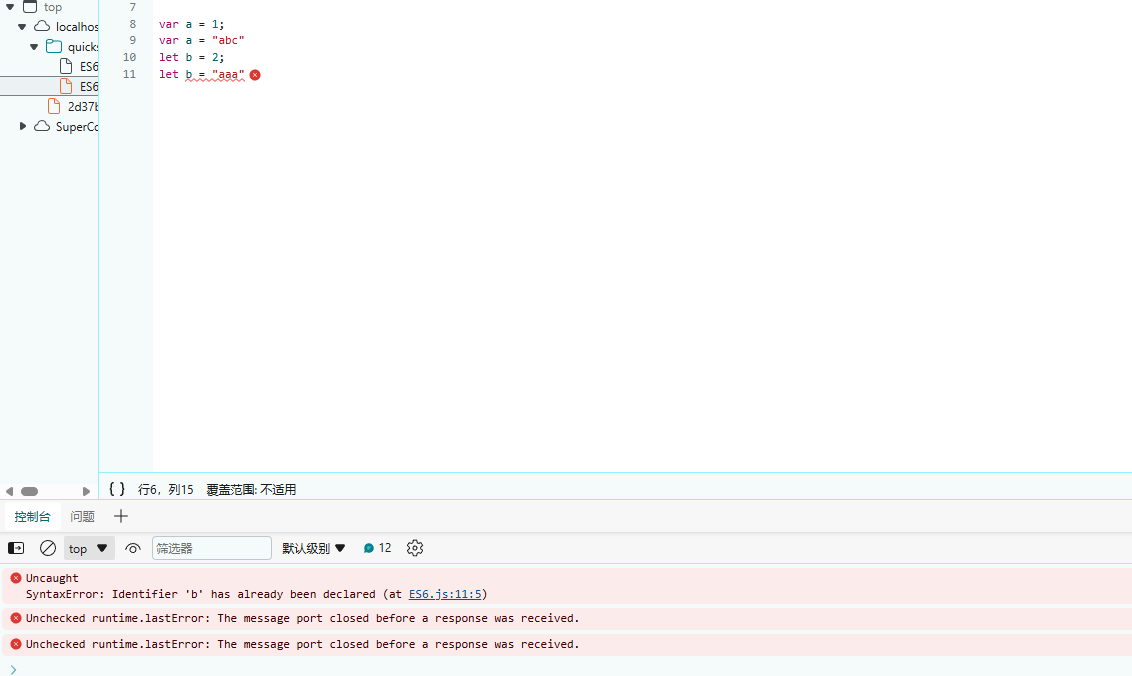 top
localhos
quicks
ES6
ES6
2d37b
SuperCo
7
8 var a = 1;
9 var a = "abc"
10 let b = 2;
11 let b = "aaa"
{ } 行6，列15 覆盖范围: 不适用
控制台 问题
top 筛选器 默认级别 12
Uncaught
SyntaxError: Identifier 'b' has already been declared (at ES6.js:11:5)
Unchecked runtime.lastError: The message port closed before a response was received.
Unchecked runtime.lastError: The message port closed before a response was received.